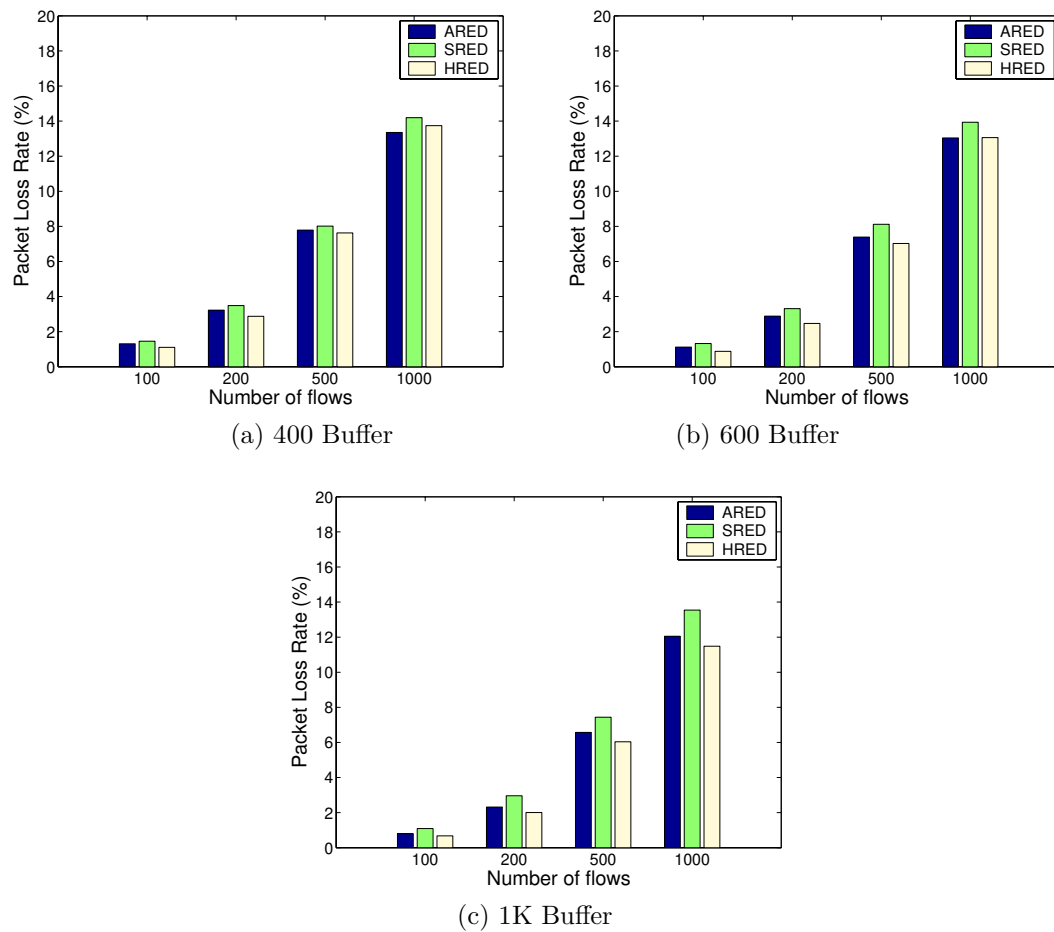 20
18
16
14
12
10
8
6
4
2
0
Packet Loss Rate (%)
ARED
SRED
HRED
100 200 500 1000
Number of flows
(a) 400 Buffer
20
18
16
14
12
10
8
6
4
2
0
Packet Loss Rate (%)
ARED
SRED
HRED
100 200 500 1000
Number of flows
(b) 600 Buffer
20
18
16
14
12
10
8
6
4
2
0
Packet Loss Rate (%)
ARED
SRED
HRED
100 200 500 1000
Number of flows
(c) 1K Buffer